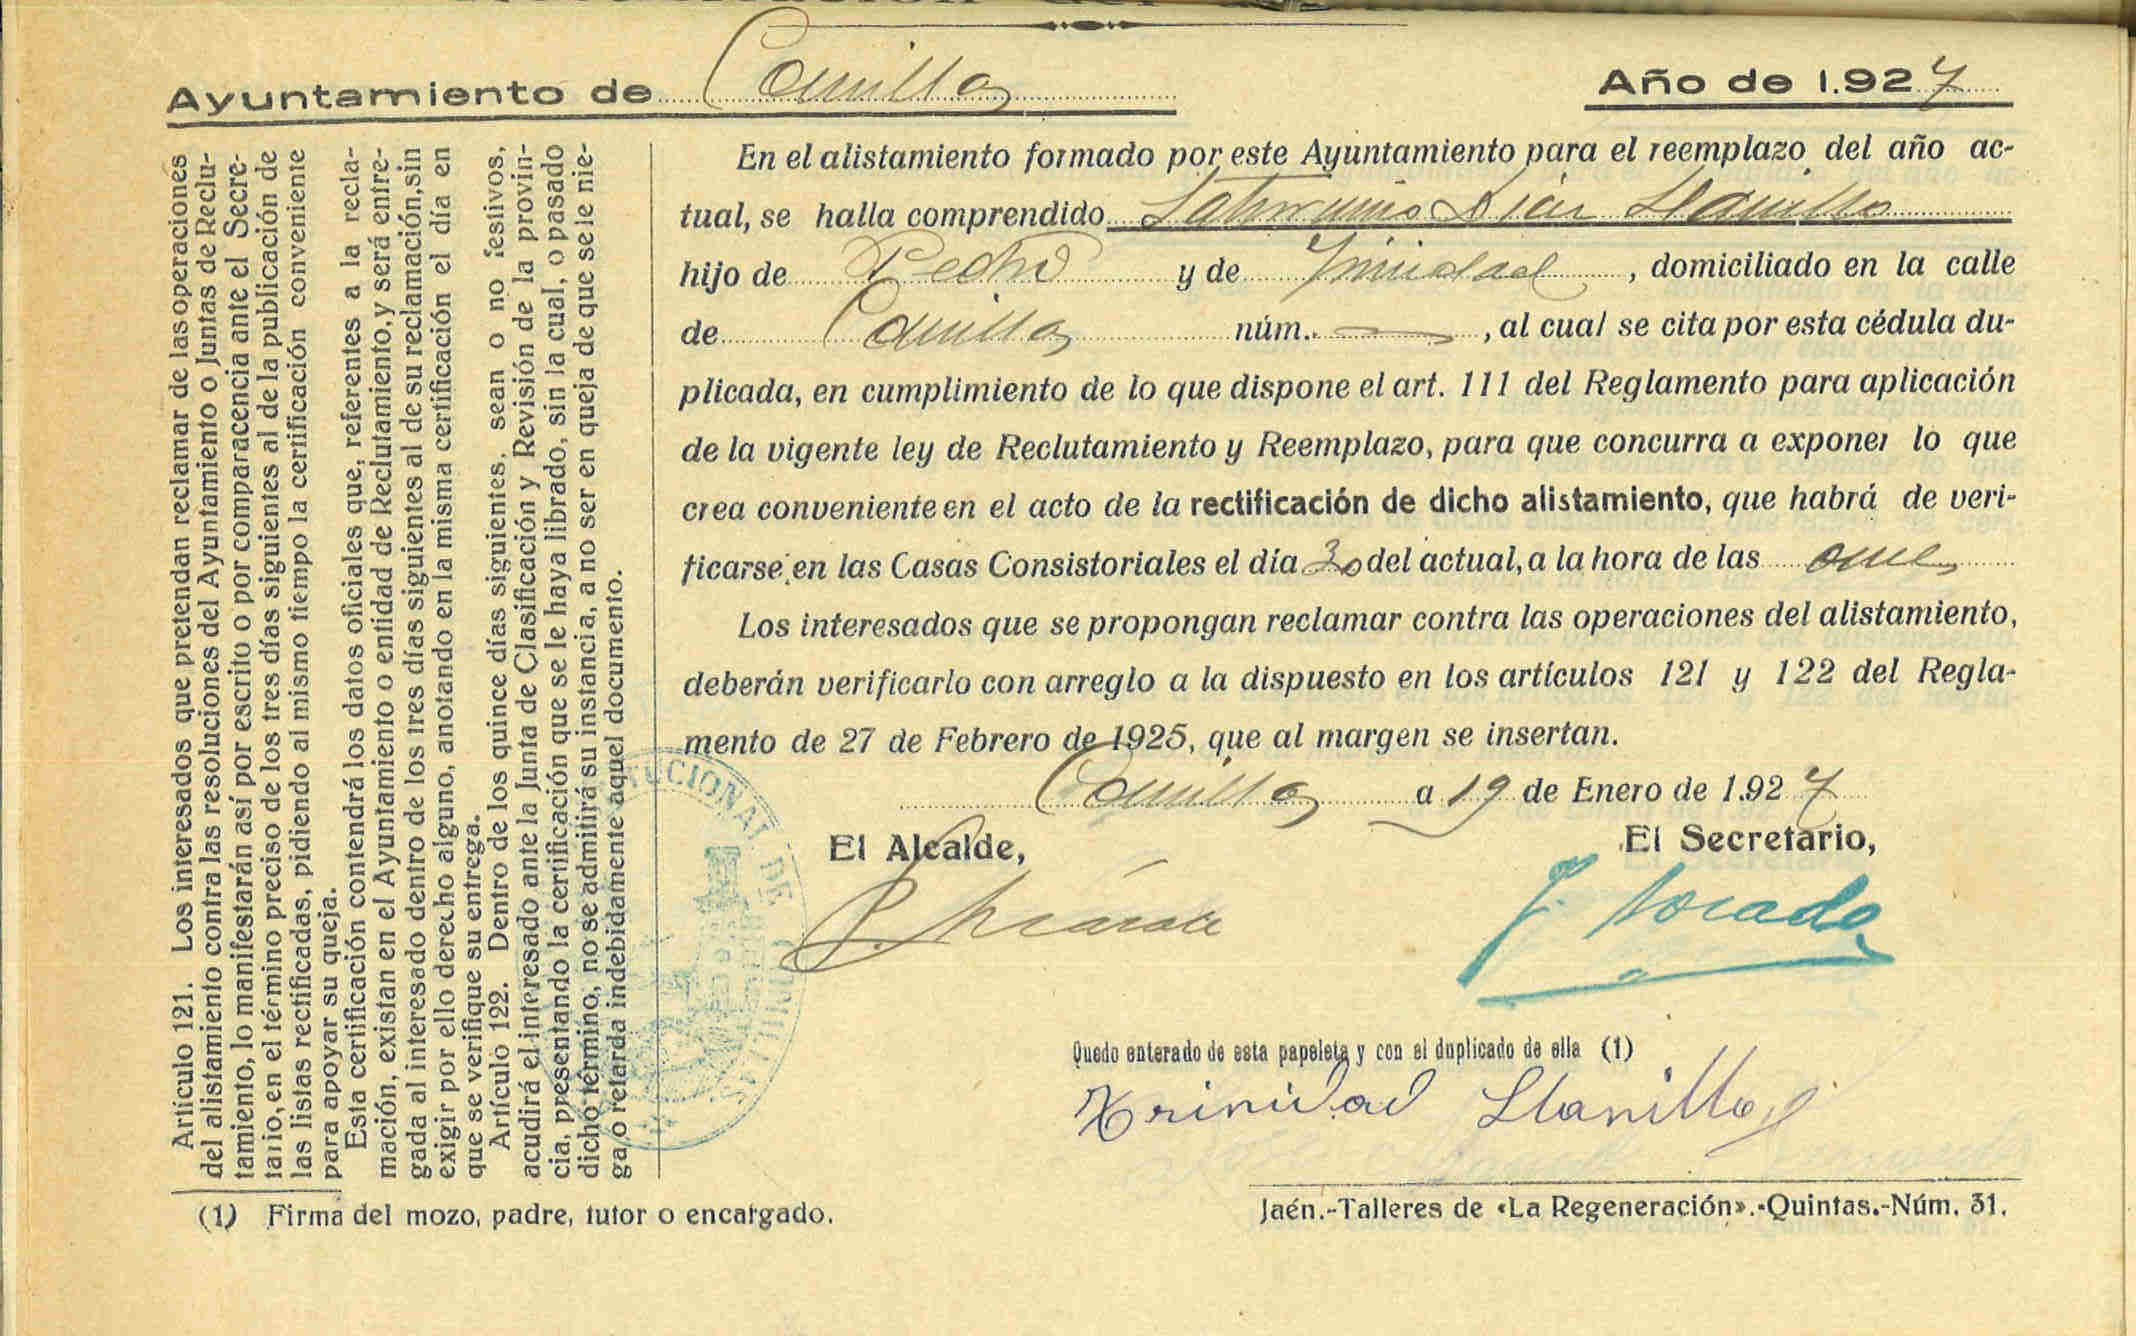 Ayuntamiento de Camillas
Año de 1.927
En el alistamiento formado por este Ayuntamiento para el reemplazo del año ac-
tual, se halla comprendido Saturnino Díaz Llanillo
hijo de Pedro y de Trinidad, domiciliado en la calle
de Camillas núm. —, al cual se cita por esta cédula du-
plicada, en cumplimiento de lo que dispone el art. 111 del Reglamento para aplicación
de la vigente ley de Reclutamiento y Reemplazo, para que concurra a exponer lo que
crea conveniente en el acto de la rectificación de dicho alistamiento, que habrá de veri-
ficarse en las Casas Consistoriales el día 30 del actual, a la hora de las once
Los interesados que se propongan reclamar contra las operaciones del alistamiento,
deberán verificarlo con arreglo a la dispuesto en los artículos 121 y 122 del Regla-
mento de 27 de Febrero de 1925, que al margen se insertan.
Camillas a 19 de Enero de 1.927
El Alcalde,
El Secretario,
Quedo enterado de esta papeleta y con el duplicado de ella (1)
Trinidad Llanillo
Artículo 121. Los interesados que pretendan reclamar de las operaciones
del alistamiento contra las resoluciones del Ayuntamiento o Juntas de Reclu-
tamiento, lo manifestarán así por escrito o por comparacencia ante el Secre-
tario, en el término preciso de los tres días siguientes al de la publicación de
las listas rectificadas, pidiendo al mismo tiempo la certificación conveniente
para apoyar su queja.
Esta certificación contendrá los datos oficiales que, referentes a la recla-
mación, existan en el Ayuntamiento o entidad de Reclutamiento, y será entre-
gada al interesado dentro de los tres días siguientes al de su reclamación, sin
exigir por ello derecho alguno, anotando en la misma certificación el día en
que se verifique su entrega.
Artículo 122. Dentro de los quince días siguientes, sean o no festivos,
acudirá el interesado ante la Junta de Clasificación y Revisión de la provin-
cia, presentando la certificación que se le haya librado, sin la cual, o pasado
dicho término, no se admitirá su instancia, a no ser en queja de que se le nie-
ga o retarda indebidamente aquel documento.
(1) Firma del mozo, padre, tutor o encargado.
Jaén.-Talleres de «La Regeneración».-Quintas.-Núm. 31.